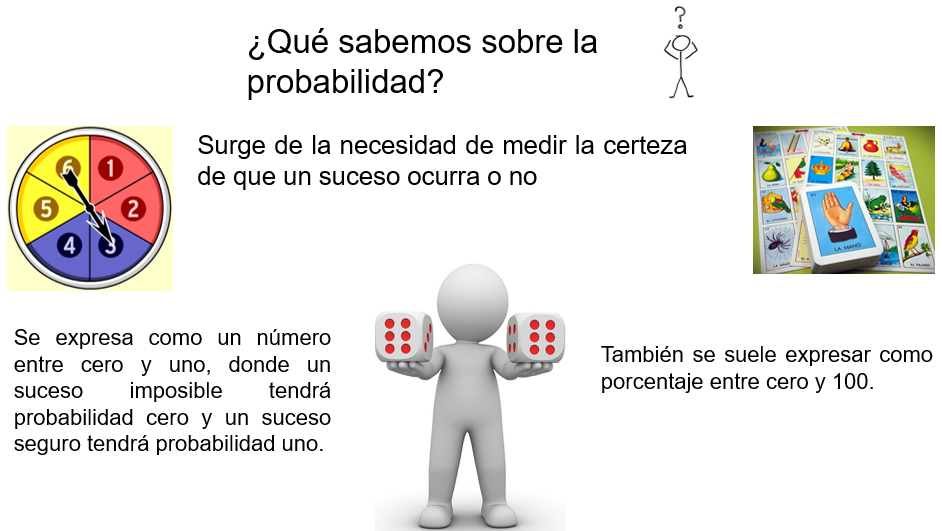 ¿Qué sabemos sobre la
probabilidad?
?
Surge de la necesidad de medir la certeza
de que un suceso ocurra o no
6
1
5
2
4
3
LA MANO
EL PAJARO
Se expresa como un número
entre cero y uno, donde un
suceso imposible tendrá
probabilidad cero y un suceso
seguro tendrá probabilidad uno.
También se suele expresar como
porcentaje entre cero y 100.